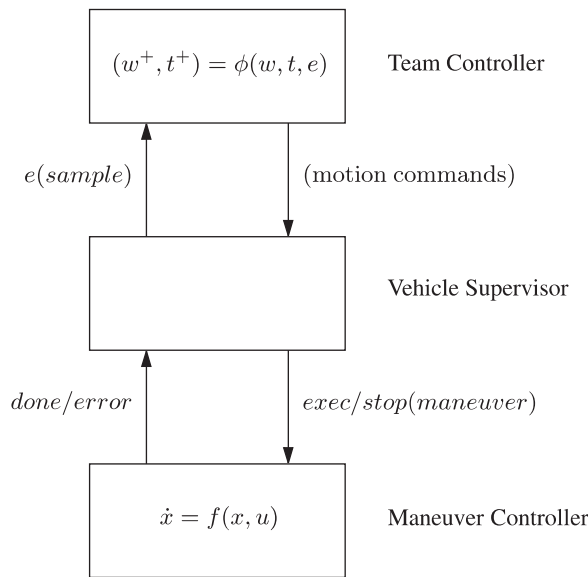 (w⁺, t⁺) = ϕ(w, t, e)
Team Controller
e(sample)
(motion commands)
Vehicle Supervisor
done/error
exec/stop(maneuver)
ẋ = f(x, u)
Maneuver Controller